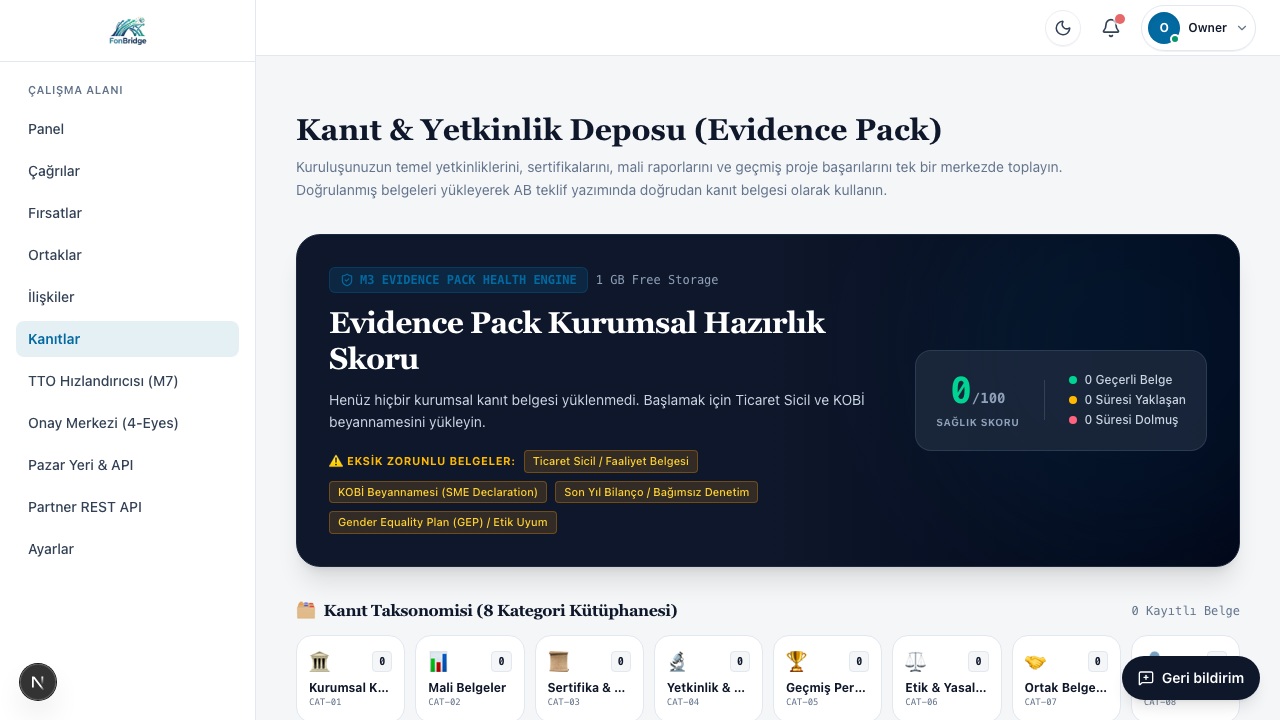 FonBridge
ÇALIŞMA ALANI
Panel
Çağrılar
Fırsatlar
Ortaklar
İlişkiler
Kanıtlar
TTO Hızlandırıcısı (M7)
Onay Merkezi (4-Eyes)
Pazar Yeri & API
Partner REST API
Ayarlar
N
O
Owner
Kanıt & Yetkinlik Deposu (Evidence Pack)
Kuruluşunuzun temel yetkinliklerini, sertifikalarını, mali raporlarını ve geçmiş proje başarılarını tek bir merkezde toplayın.
Doğrulanmış belgeleri yükleyerek AB teklif yazımında doğrudan kanıt belgesi olarak kullanın.
M3 EVIDENCE PACK HEALTH ENGINE
1 GB Free Storage
Evidence Pack Kurumsal Hazırlık
Skoru
Henüz hiçbir kurumsal kanıt belgesi yüklenmedi. Başlamak için Ticaret Sicil ve KOBİ
beyannamesini yükleyin.
EKSİK ZORUNLU BELGELER:
Ticaret Sicil / Faaliyet Belgesi
KOBİ Beyannamesi (SME Declaration)
Son Yıl Bilanço / Bağımsız Denetim
Gender Equality Plan (GEP) / Etik Uyum
0/100
SAĞLIK SKORU
0 Geçerli Belge
0 Süresi Yaklaşan
0 Süresi Dolmuş
Kanıt Taksonomisi (8 Kategori Kütüphanesi)
0 Kayıtlı Belge
0
Kurumsal K...
CAT-01
0
Mali Belgeler
CAT-02
0
Sertifika & ...
CAT-03
0
Yetkinlik & ...
CAT-04
0
Geçmiş Per...
CAT-05
0
Etik & Yasal...
CAT-06
0
Ortak Belge...
CAT-07
CAT-08
Geri bildirim